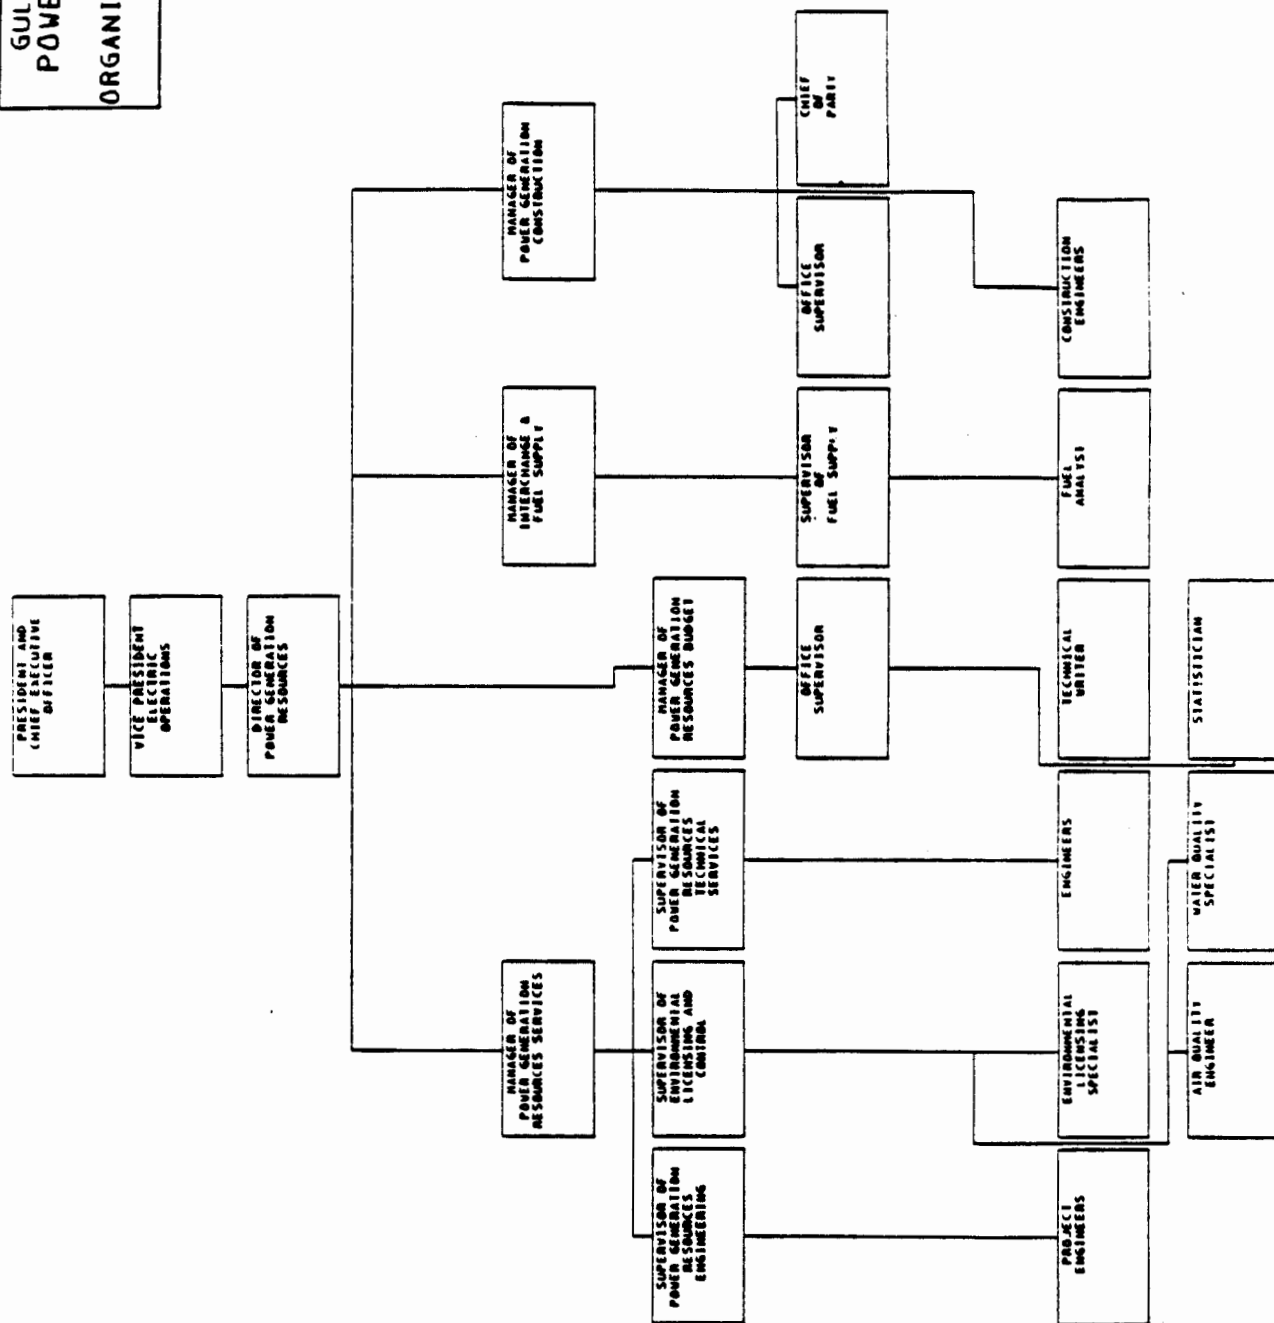 GUL
POWE
ORGANI
PRESIDENT AND
CHIEF EXECUTIVE
OFFICER
VICE PRESIDENT
ELECTRIC
OPERATIONS
DIRECTOR OF
POWER GENERATION
RESOURCES
MANAGER OF
POWER GENERATION
RESOURCES SERVICES
MANAGER OF
INTERCHANGE &
FUEL SUPPLY
MANAGER OF
POWER GENERATION
CONSTRUCTION
SUPERVISOR OF
POWER GENERATION
RESOURCES
ENGINEERING
SUPERVISOR OF
ENVIRONMENTAL
LICENSING AND
CONTROL
SUPERVISOR OF
POWER GENERATION
RESOURCES
TECHNICAL
SERVICES
MANAGER OF
POWER GENERATION
RESOURCES BUDGET
OFFICE
SUPERVISOR
SUPERVISOR
OF
FUEL SUPPLY
OFFICE
SUPERVISOR
CHIEF
OF
PARTY
PROJECT
ENGINEERS
ENVIRONMENTAL
LICENSING
SPECIALIST
ENGINEERS
TECHNICAL
WRITER
FUEL
ANALYST
CONSTRUCTION
ENGINEERS
AIR QUALITY
ENGINEER
WATER QUALITY
SPECIALIST
STATISTICIAN